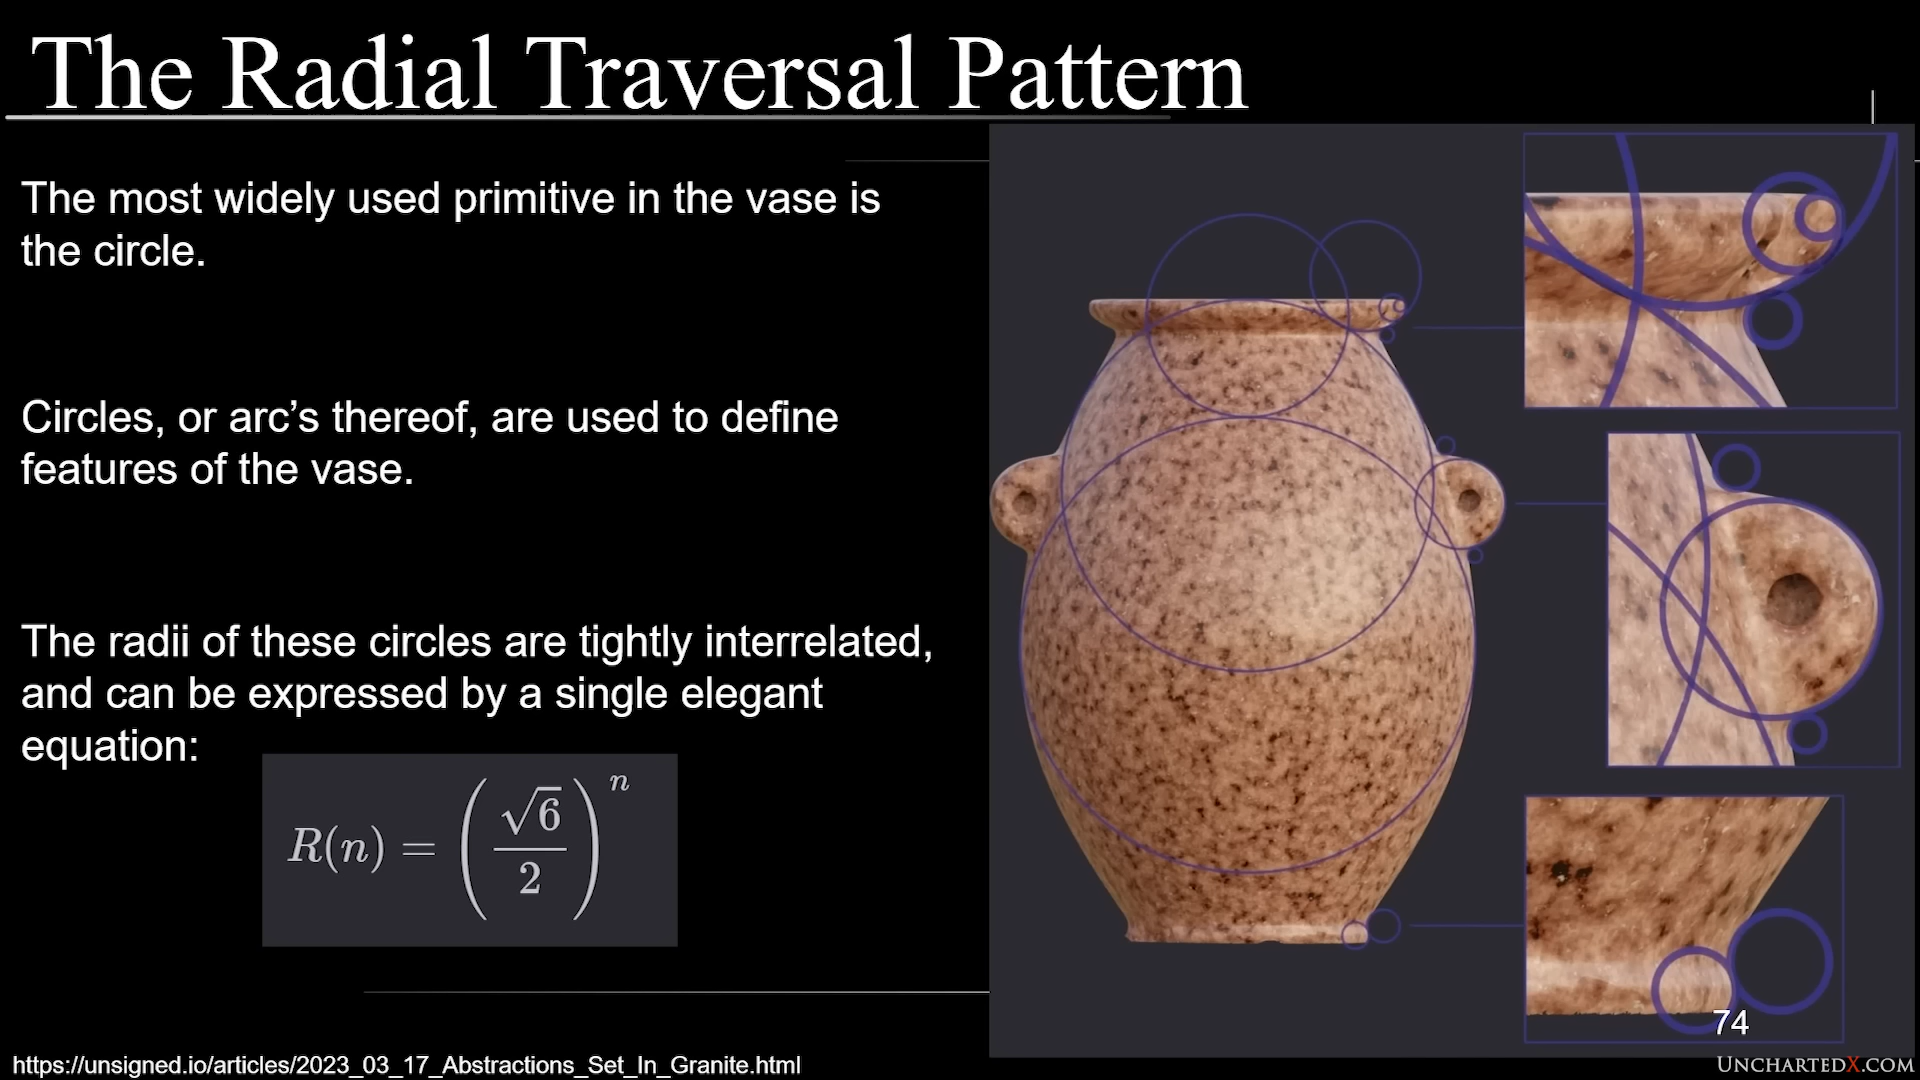 The Radial Traversal Pattern
The most widely used primitive in the vase is
the circle.
Circles, or arc’s thereof, are used to define
features of the vase.
The radii of these circles are tightly interrelated,
and can be expressed by a single elegant
equation:
R(n) = (√6/2)^n
74
https://unsigned.io/articles/2023_03_17_Abstractions_Set_In_Granite.html
UNCHARTEDX.COM